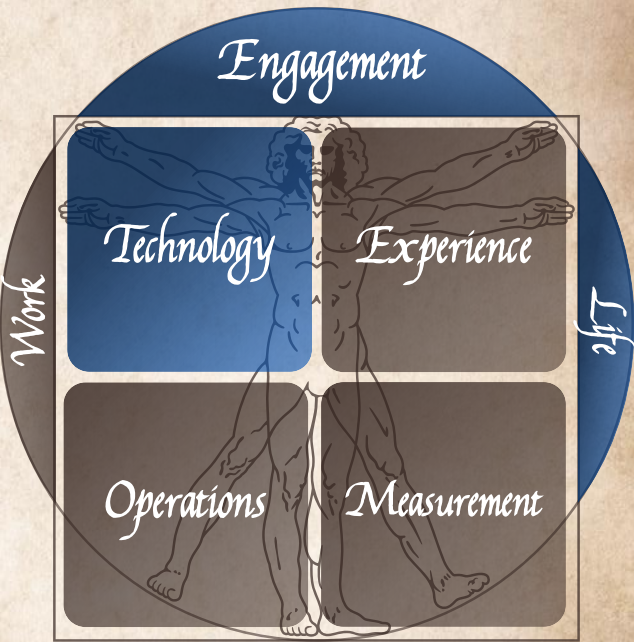 Engagement
Technology
Experience
Work
Life
Operations
Measurement